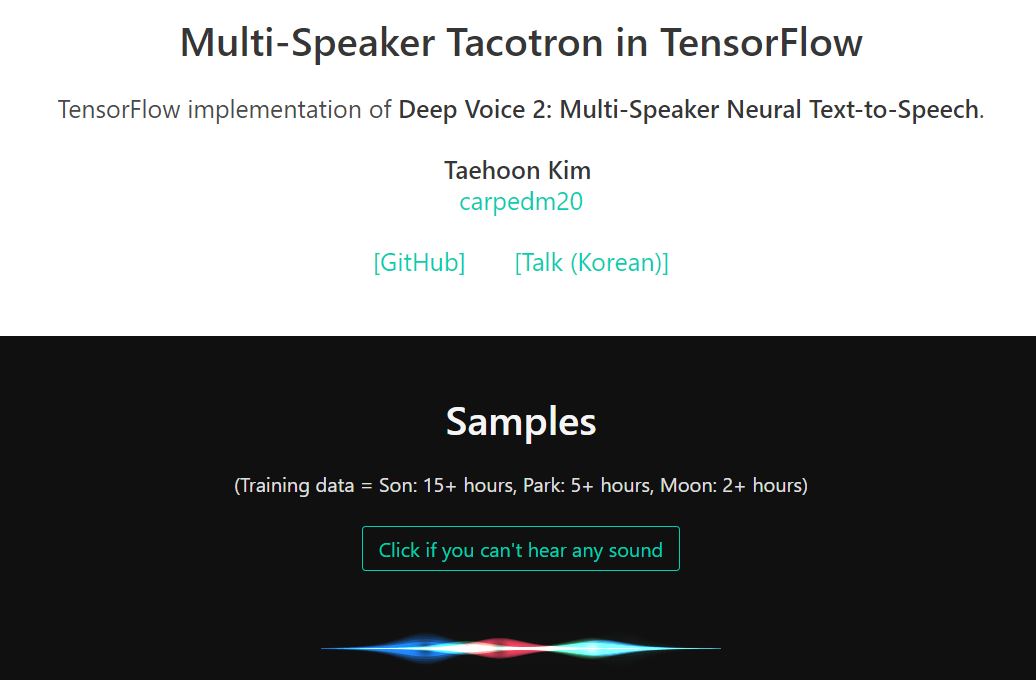 Multi-Speaker Tacotron in TensorFlow
TensorFlow implementation of Deep Voice 2: Multi-Speaker Neural Text-to-Speech.
Taehoon Kim
carpedm20
[GitHub] [Talk (Korean)]
Samples
(Training data = Son: 15+ hours, Park: 5+ hours, Moon: 2+ hours)
Click if you can't hear any sound